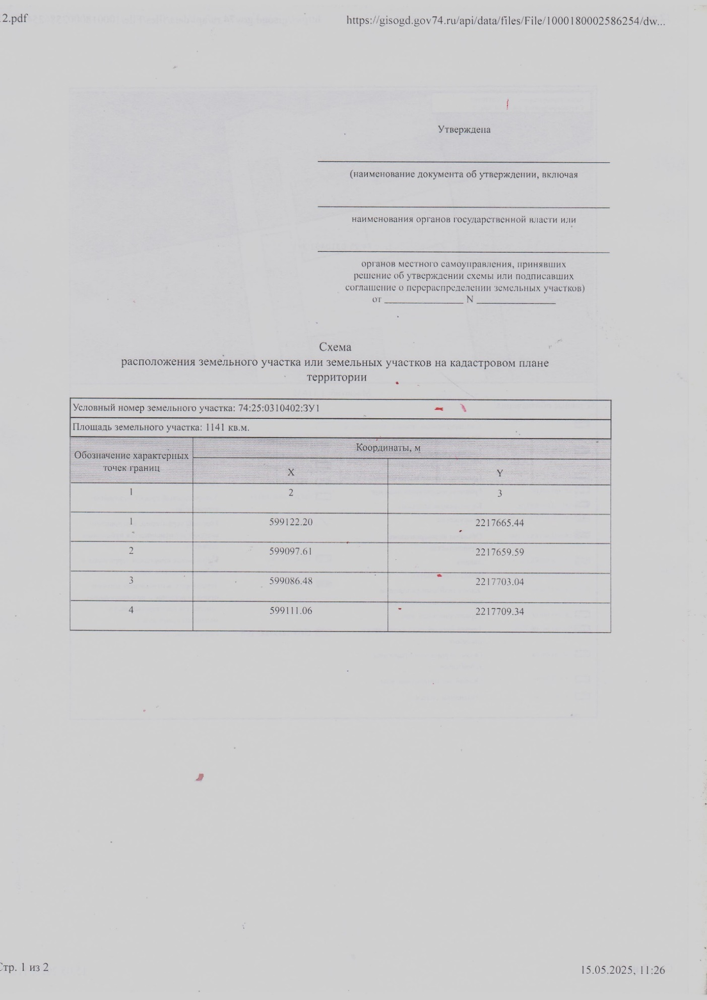 2.pdf
https://gisogd.gov74.ru/api/data/files/File/1000180002586254/dw...
Утверждена
(наименование документа об утверждении, включая
наименования органов государственной власти или
органов местного самоуправления, принявших
решение об утверждении схемы или подписавших
соглашение о перераспределении земельных участков)
от _______________ N _______________
Схема
расположения земельного участка или земельных участков на кадастровом плане
территории
Условный номер земельного участка: 74:25:0310402:ЗУ1
Площадь земельного участка: 1141 кв.м.
Обозначение характерных точек границ
Координаты, м
X Y
1 2 3
1 599122.20 2217665.44
2 599097.61 2217659.59
3 599086.48 2217703.04
4 599111.06 2217709.34
Стр. 1 из 2
15.05.2025, 11:26